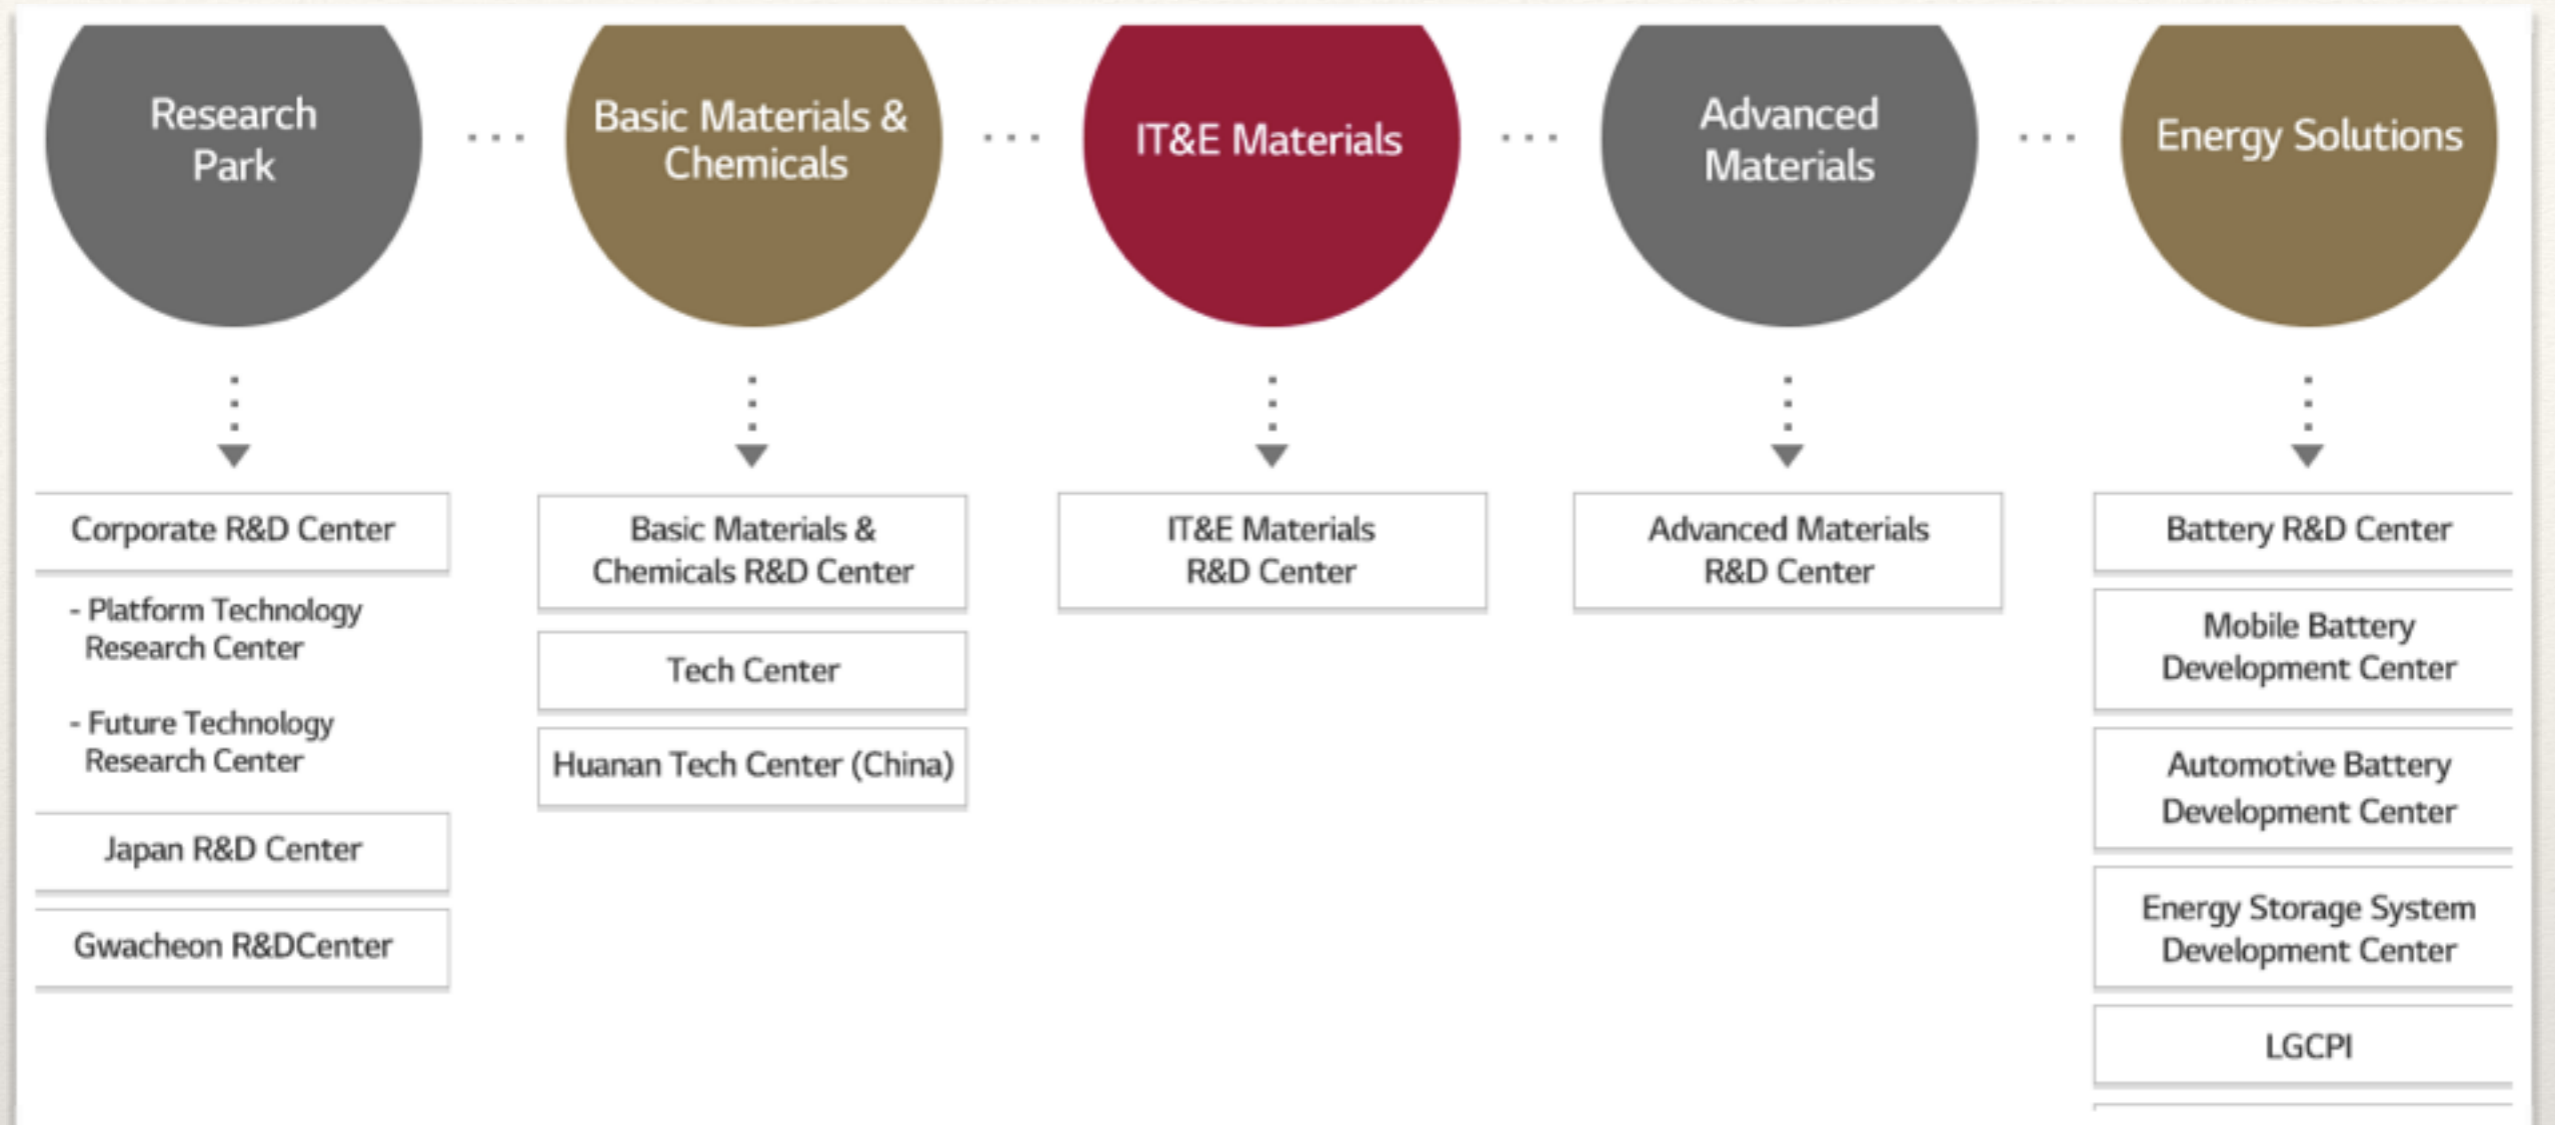 Research
Park
Basic Materials &
Chemicals
IT&E Materials
Advanced
Materials
Energy Solutions
Corporate R&D Center
- Platform Technology
Research Center
- Future Technology
Research Center
Japan R&D Center
Gwacheon R&DCenter
Basic Materials &
Chemicals R&D Center
Tech Center
Huanan Tech Center (China)
IT&E Materials
R&D Center
Advanced Materials
R&D Center
Battery R&D Center
Mobile Battery
Development Center
Automotive Battery
Development Center
Energy Storage System
Development Center
LGCPI